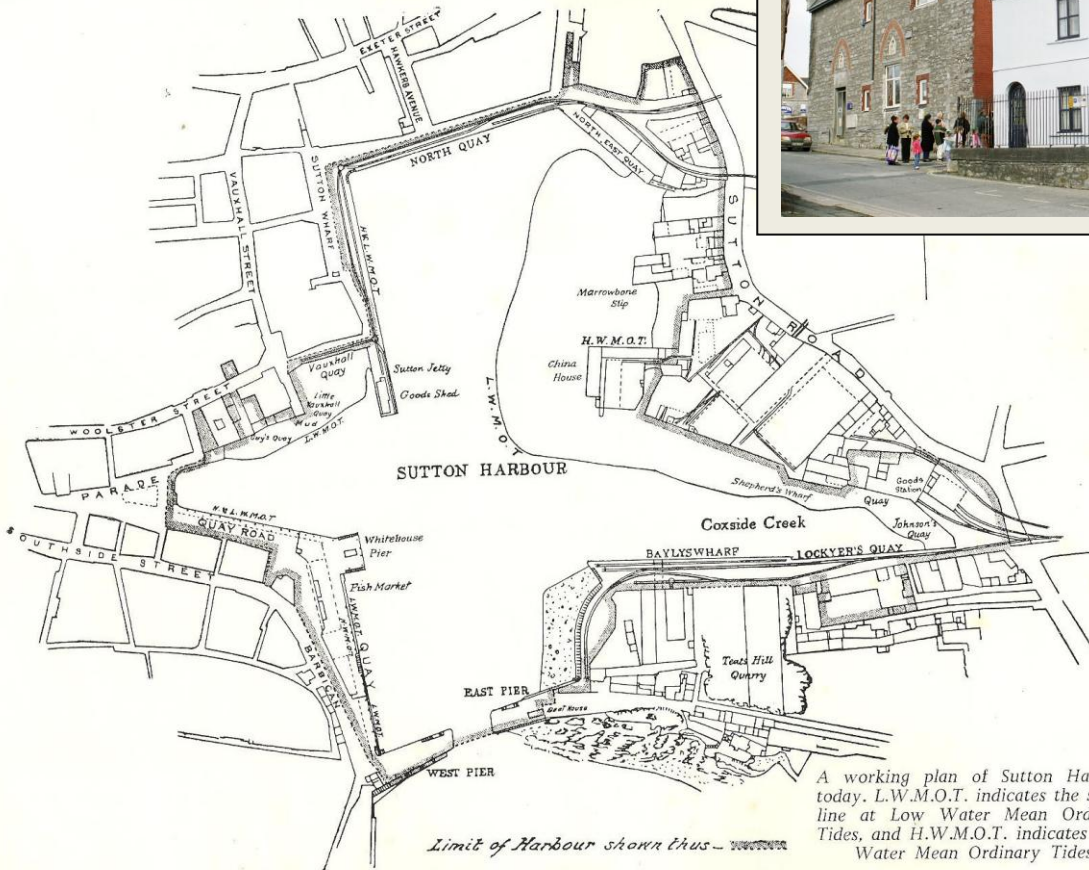 EXETER STREET
HAWKERS AVENUE
NORTH QUAY
NORTH EAST QUAY
SUTTON WHARF
VAUXHALL STREET
H.& L.W.M.O.T.
SUTTON ROAD
Marrowbone
Slip
H.W.M.O.T.
China
House
Vauxhall
Quay
Sutton Jetty
Goods Shed
Little
Vauxhall
Quay
Mud
L.W.M.O.T.
Quay
L.W.M.O.T.
WOOLSTER STREET
PARADE
SUTTON HARBOUR
Shepherd's Wharf
Goods
Station
Quay
Johnson's
Quay
Coxside Creek
H.& L.W.M.O.T.
QUAY ROAD
SOUTHSIDE STREET
Whitehouse
Pier
Fish Market
BAYLYSWHARF
LOCKYER'S QUAY
L.W.M.O.T.
QUAY
L.W.M.O.T.
BARBICAN
Teats Hill
Quarry
EAST PIER
Boat House
WEST PIER
A working plan of Sutton Ha
today. L.W.M.O.T. indicates the
line at Low Water Mean Ord
Tides, and H.W.M.O.T. indicates
Water Mean Ordinary Tides
Limit of Harbour shown thus_